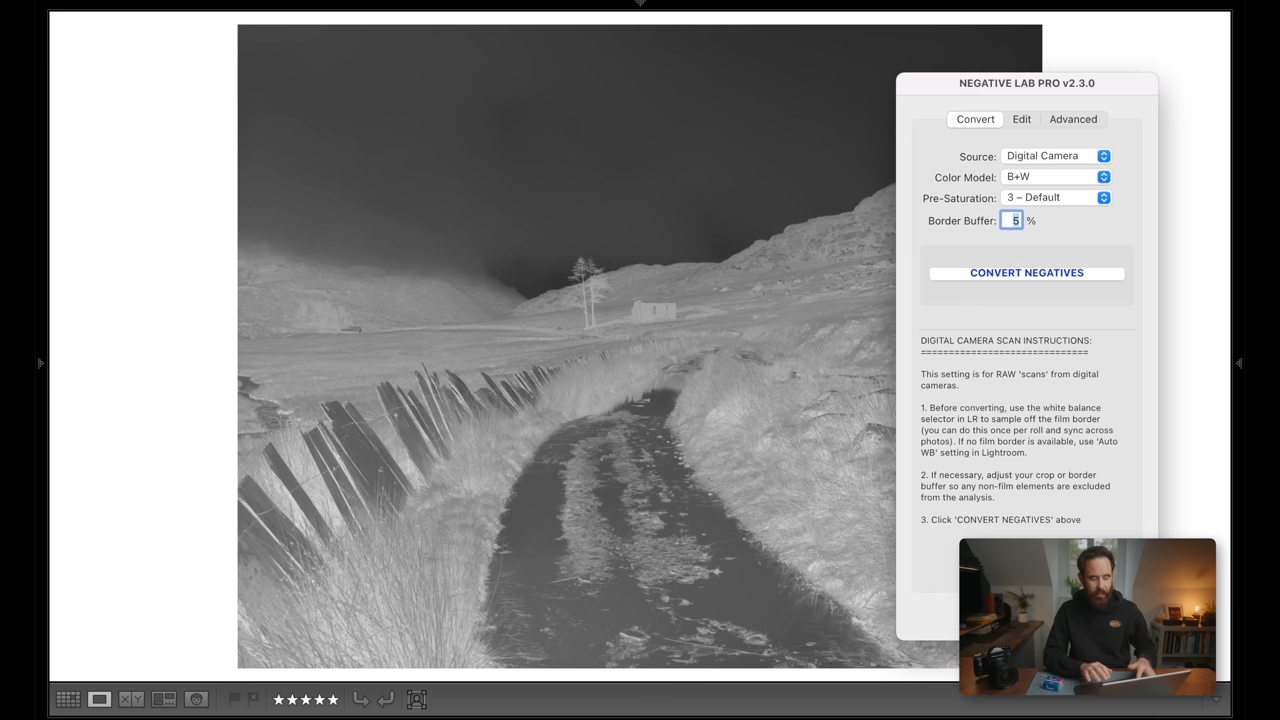 NEGATIVE LAB PRO v2.3.0
Convert Edit Advanced
Source: Digital Camera
Color Model: B+W
Pre-Saturation: 3 – Default
Border Buffer: 5 %
CONVERT NEGATIVES
DIGITAL CAMERA SCAN INSTRUCTIONS:
==============================
This setting is for RAW 'scans' from digital
cameras.
1. Before converting, use the white balance
selector in LR to sample off the film border
(you can do this once per roll and sync across
photos). If no film border is available, use 'Auto
WB' setting in Lightroom.
2. If necessary, adjust your crop or border
buffer so any non-film elements are excluded
from the analysis.
3. Click 'CONVERT NEGATIVES' above
X Y